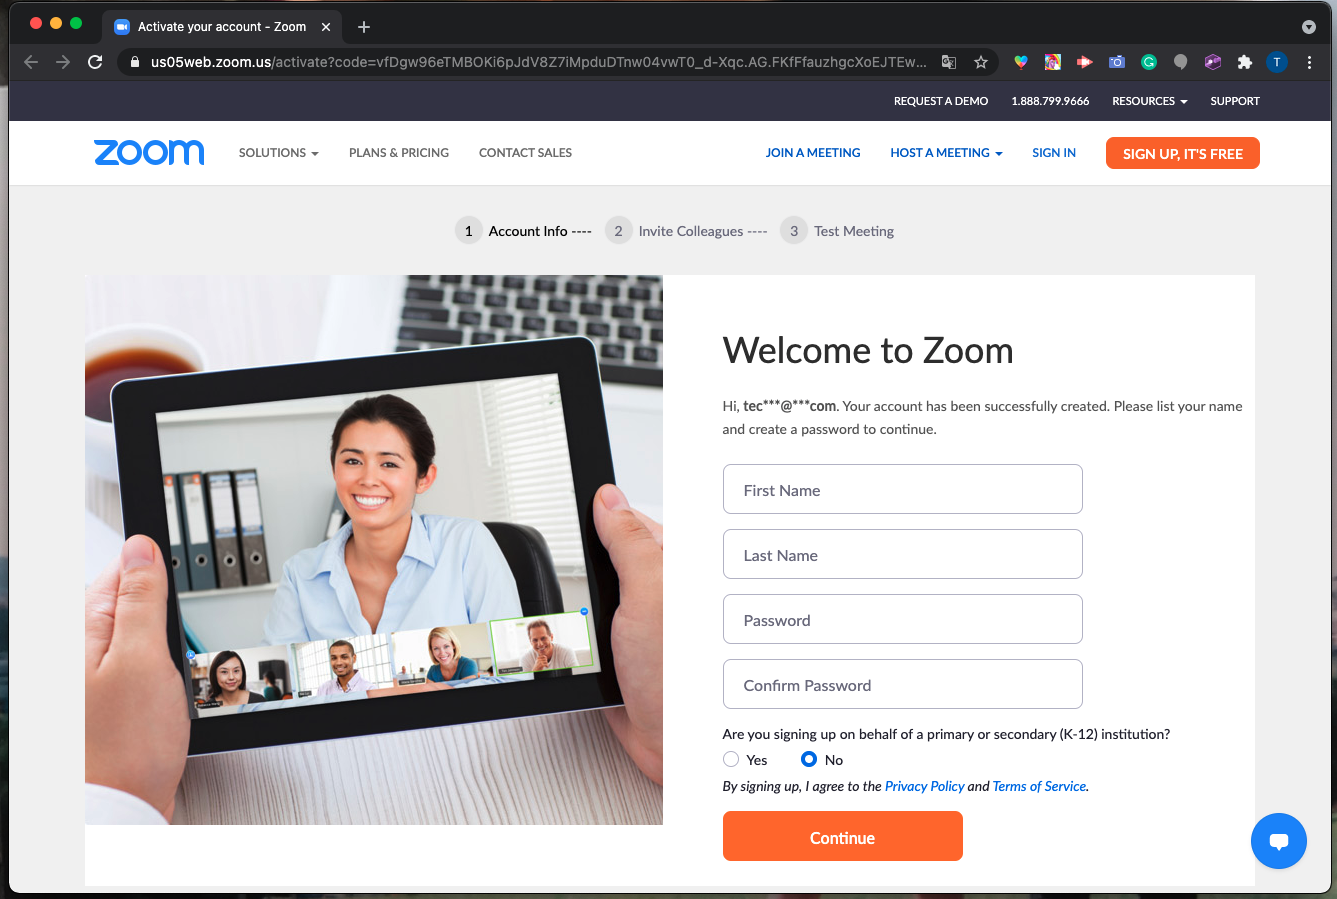 Activate your account - Zoom
us05web.zoom.us/activate?code=vfDgw96eTMBOKi6pJdV8Z7iMpduDTnw04vwT0_d-Xqc.AG.FKfFfauzhgcXoEJTEw...
T
REQUEST A DEMO 1.888.799.9666 RESOURCES SUPPORT
zoom SOLUTIONS PLANS & PRICING CONTACT SALES JOIN A MEETING HOST A MEETING SIGN IN SIGN UP, IT'S FREE
1 Account Info ---- 2 Invite Colleagues ---- 3 Test Meeting
Welcome to Zoom
Hi, tec***@***com. Your account has been successfully created. Please list your name
and create a password to continue.
First Name
Last Name
Password
Confirm Password
Are you signing up on behalf of a primary or secondary (K-12) institution?
Yes No
By signing up, I agree to the Privacy Policy and Terms of Service.
Continue